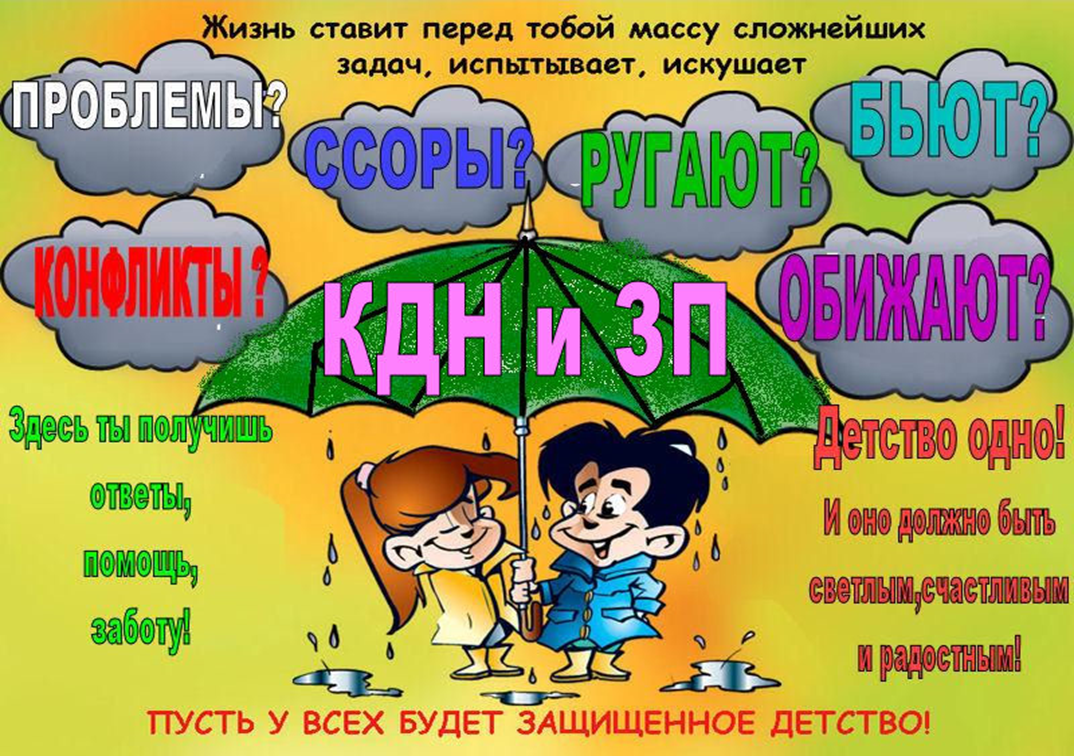 Жизнь ставит перед тобой массу сложнейших
задач, испытывает, искушает
ПРОБЛЕМЫ?
ССОРЫ?
РУГАЮТ?
БЬЮТ?
КОНФЛИКТЫ ?
ОБИЖАЮТ?
КДН и ЗП
Здесь ты получишь
ответы,
помощь,
заботу!
Детство одно!
И оно должно быть
светлым,счастливым
и радостным!
ПУСТЬ У ВСЕХ БУДЕТ ЗАЩИЩЕННОЕ ДЕТСТВО!